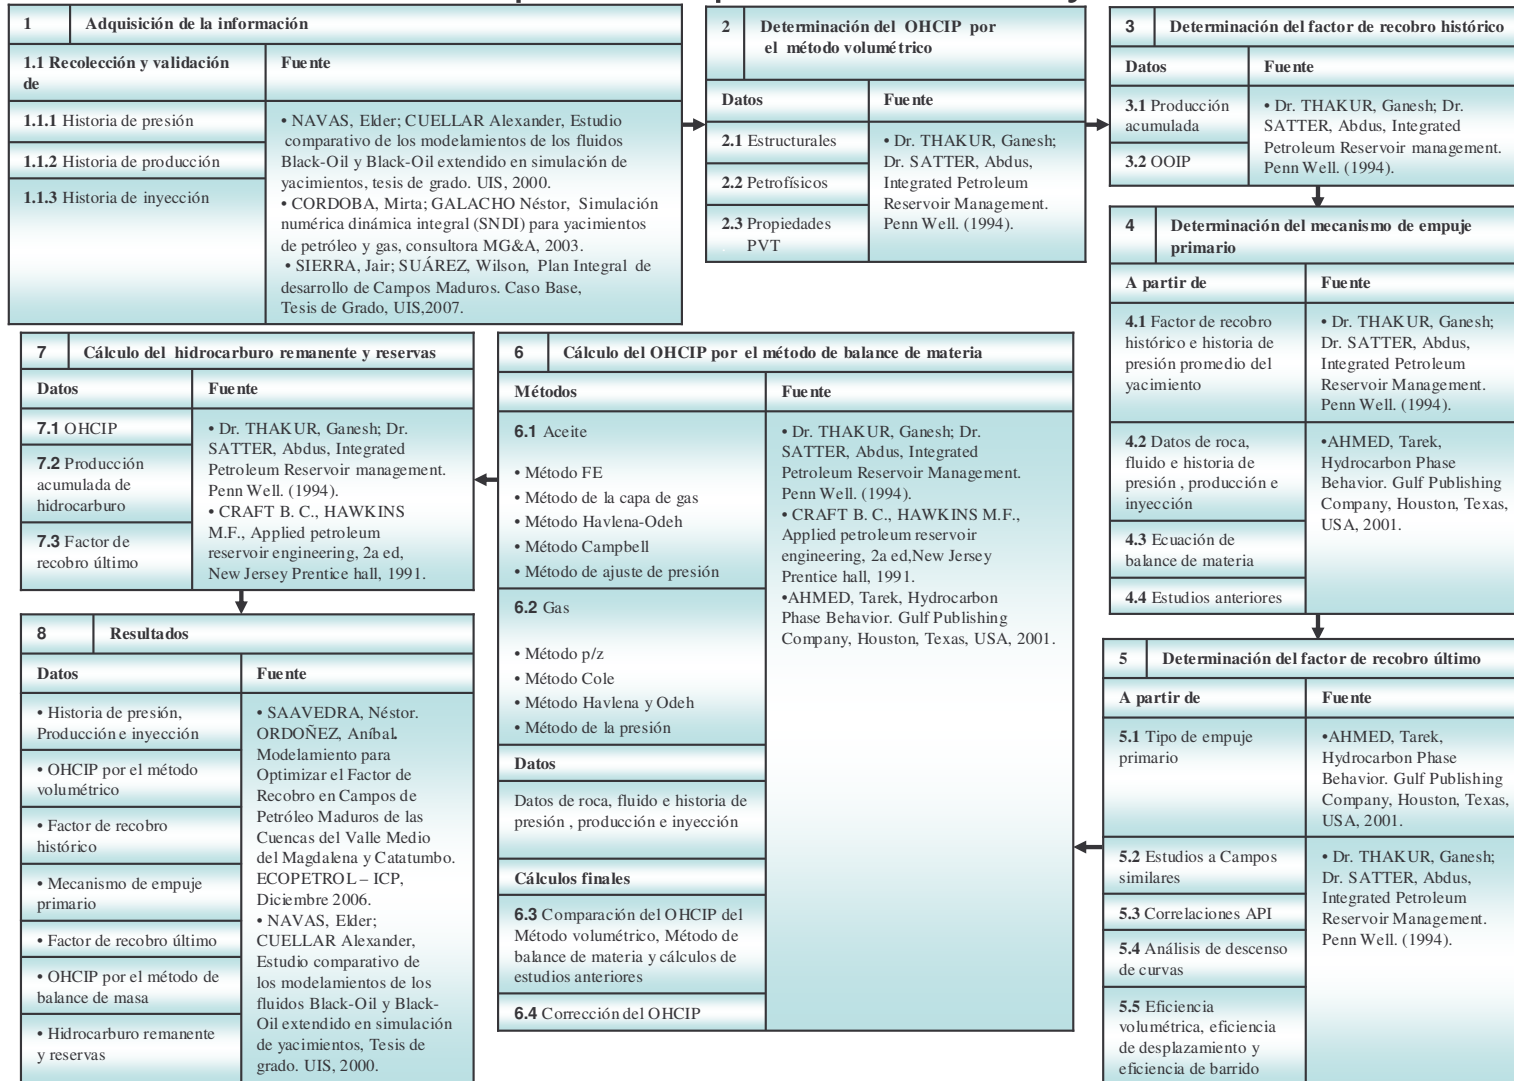 1 Adquisición de la información
1.1 Recolección y validación
de
Fuente
1.1.1 Historia de presión
1.1.2 Historia de producción
1.1.3 Historia de inyección
• NAVAS, Elder; CUELLAR Alexander, Estudio
comparativo de los modelamientos de los fluidos
Black-Oil y Black-Oil extendido en simulación de
yacimientos, tesis de grado. UIS, 2000.
• CORDOBA, Mirta; GALACHO Néstor, Simulación
numérica dinámica integral (SNDI) para yacimientos
de petróleo y gas, consultora MG&A, 2003.
• SIERRA, Jair; SUÁREZ, Wilson, Plan Integral de
desarrollo de Campos Maduros. Caso Base,
Tesis de Grado, UIS,2007.
2 Determinación del OHCIP por
el método volumétrico
Datos
Fuente
2.1 Estructurales
2.2 Petrofísicos
2.3 Propiedades
PVT
• Dr. THAKUR, Ganesh;
Dr. SATTER, Abdus,
Integrated Petroleum
Reservoir Management.
Penn Well. (1994).
3 Determinación del factor de recobro histórico
Datos
Fuente
3.1 Producción
acumulada
3.2 OOIP
• Dr. THAKUR, Ganesh; Dr.
SATTER, Abdus, Integrated
Petroleum Reservoir management.
Penn Well. (1994).
4 Determinación del mecanismo de empuje
primario
A partir de
Fuente
4.1 Factor de recobro
histórico e historia de
presión promedio del
yacimiento
• Dr. THAKUR, Ganesh;
Dr. SATTER, Abdus,
Integrated Petroleum
Reservoir Management.
Penn Well. (1994).
4.2 Datos de roca,
fluido e historia de
presión , producción e
inyección
4.3 Ecuación de
balance de materia
4.4 Estudios anteriores
•AHMED, Tarek,
Hydrocarbon Phase
Behavior. Gulf Publishing
Company, Houston, Texas,
USA, 2001.
5 Determinación del factor de recobro último
A partir de
Fuente
5.1 Tipo de empuje
primario
•AHMED, Tarek,
Hydrocarbon Phase
Behavior. Gulf Publishing
Company, Houston, Texas,
USA, 2001.
5.2 Estudios a Campos
similares
5.3 Correlaciones API
5.4 Análisis de descenso
de curvas
5.5 Eficiencia
volumétrica, eficiencia
de desplazamiento y
eficiencia de barrido
• Dr. THAKUR, Ganesh;
Dr. SATTER, Abdus,
Integrated Petroleum
Reservoir Management.
Penn Well. (1994).
6 Cálculo del OHCIP por el método de balance de materia
Métodos
Fuente
6.1 Aceite
• Método FE
• Método de la capa de gas
• Método Havlena-Odeh
• Método Campbell
• Método de ajuste de presión
6.2 Gas
• Método p/z
• Método Cole
• Método Havlena y Odeh
• Método de la presión
Datos
Datos de roca, fluido e historia de
presión , producción e inyección
Cálculos finales
6.3 Comparación del OHCIP del
Método volumétrico, Método de
balance de materia y cálculos de
estudios anteriores
6.4 Corrección del OHCIP
• Dr. THAKUR, Ganesh; Dr.
SATTER, Abdus, Integrated
Petroleum Reservoir Management.
Penn Well. (1994).
• CRAFT B. C., HAWKINS M.F.,
Applied petroleum reservoir
engineering, 2a ed,New Jersey
Prentice hall, 1991.
•AHMED, Tarek, Hydrocarbon
Phase Behavior. Gulf Publishing
Company, Houston, Texas, USA, 2001.
7 Cálculo del hidrocarburo remanente y reservas
Datos
Fuente
7.1 OHCIP
7.2 Producción
acumulada de
hidrocarburo
7.3 Factor de
recobro último
• Dr. THAKUR, Ganesh; Dr.
SATTER, Abdus, Integrated
Petroleum Reservoir management.
Penn Well. (1994).
• CRAFT B. C., HAWKINS
M.F., Applied petroleum
reservoir engineering, 2a ed,
New Jersey Prentice hall, 1991.
8 Resultados
Datos
Fuente
• Historia de presión,
Producción e inyección
• OHCIP por el método
volumétrico
• Factor de recobro
histórico
• Mecanismo de empuje
primario
• Factor de recobro último
• OHCIP por el método de
balance de masa
• Hidrocarburo remanente
y reservas
• SAAVEDRA, Néstor.
ORDOÑEZ, Aníbal.
Modelamiento para
Optimizar el Factor de
Recobro en Campos de
Petróleo Maduros de las
Cuencas del Valle Medio
del Magdalena y Catatumbo.
ECOPETROL – ICP,
Diciembre 2006.
• NAVAS, Elder;
CUELLAR Alexander,
Estudio comparativo de
los modelamientos de los
fluidos Black-Oil y Black-
Oil extendido en simulación
de yacimientos, Tesis de
grado. UIS, 2000.